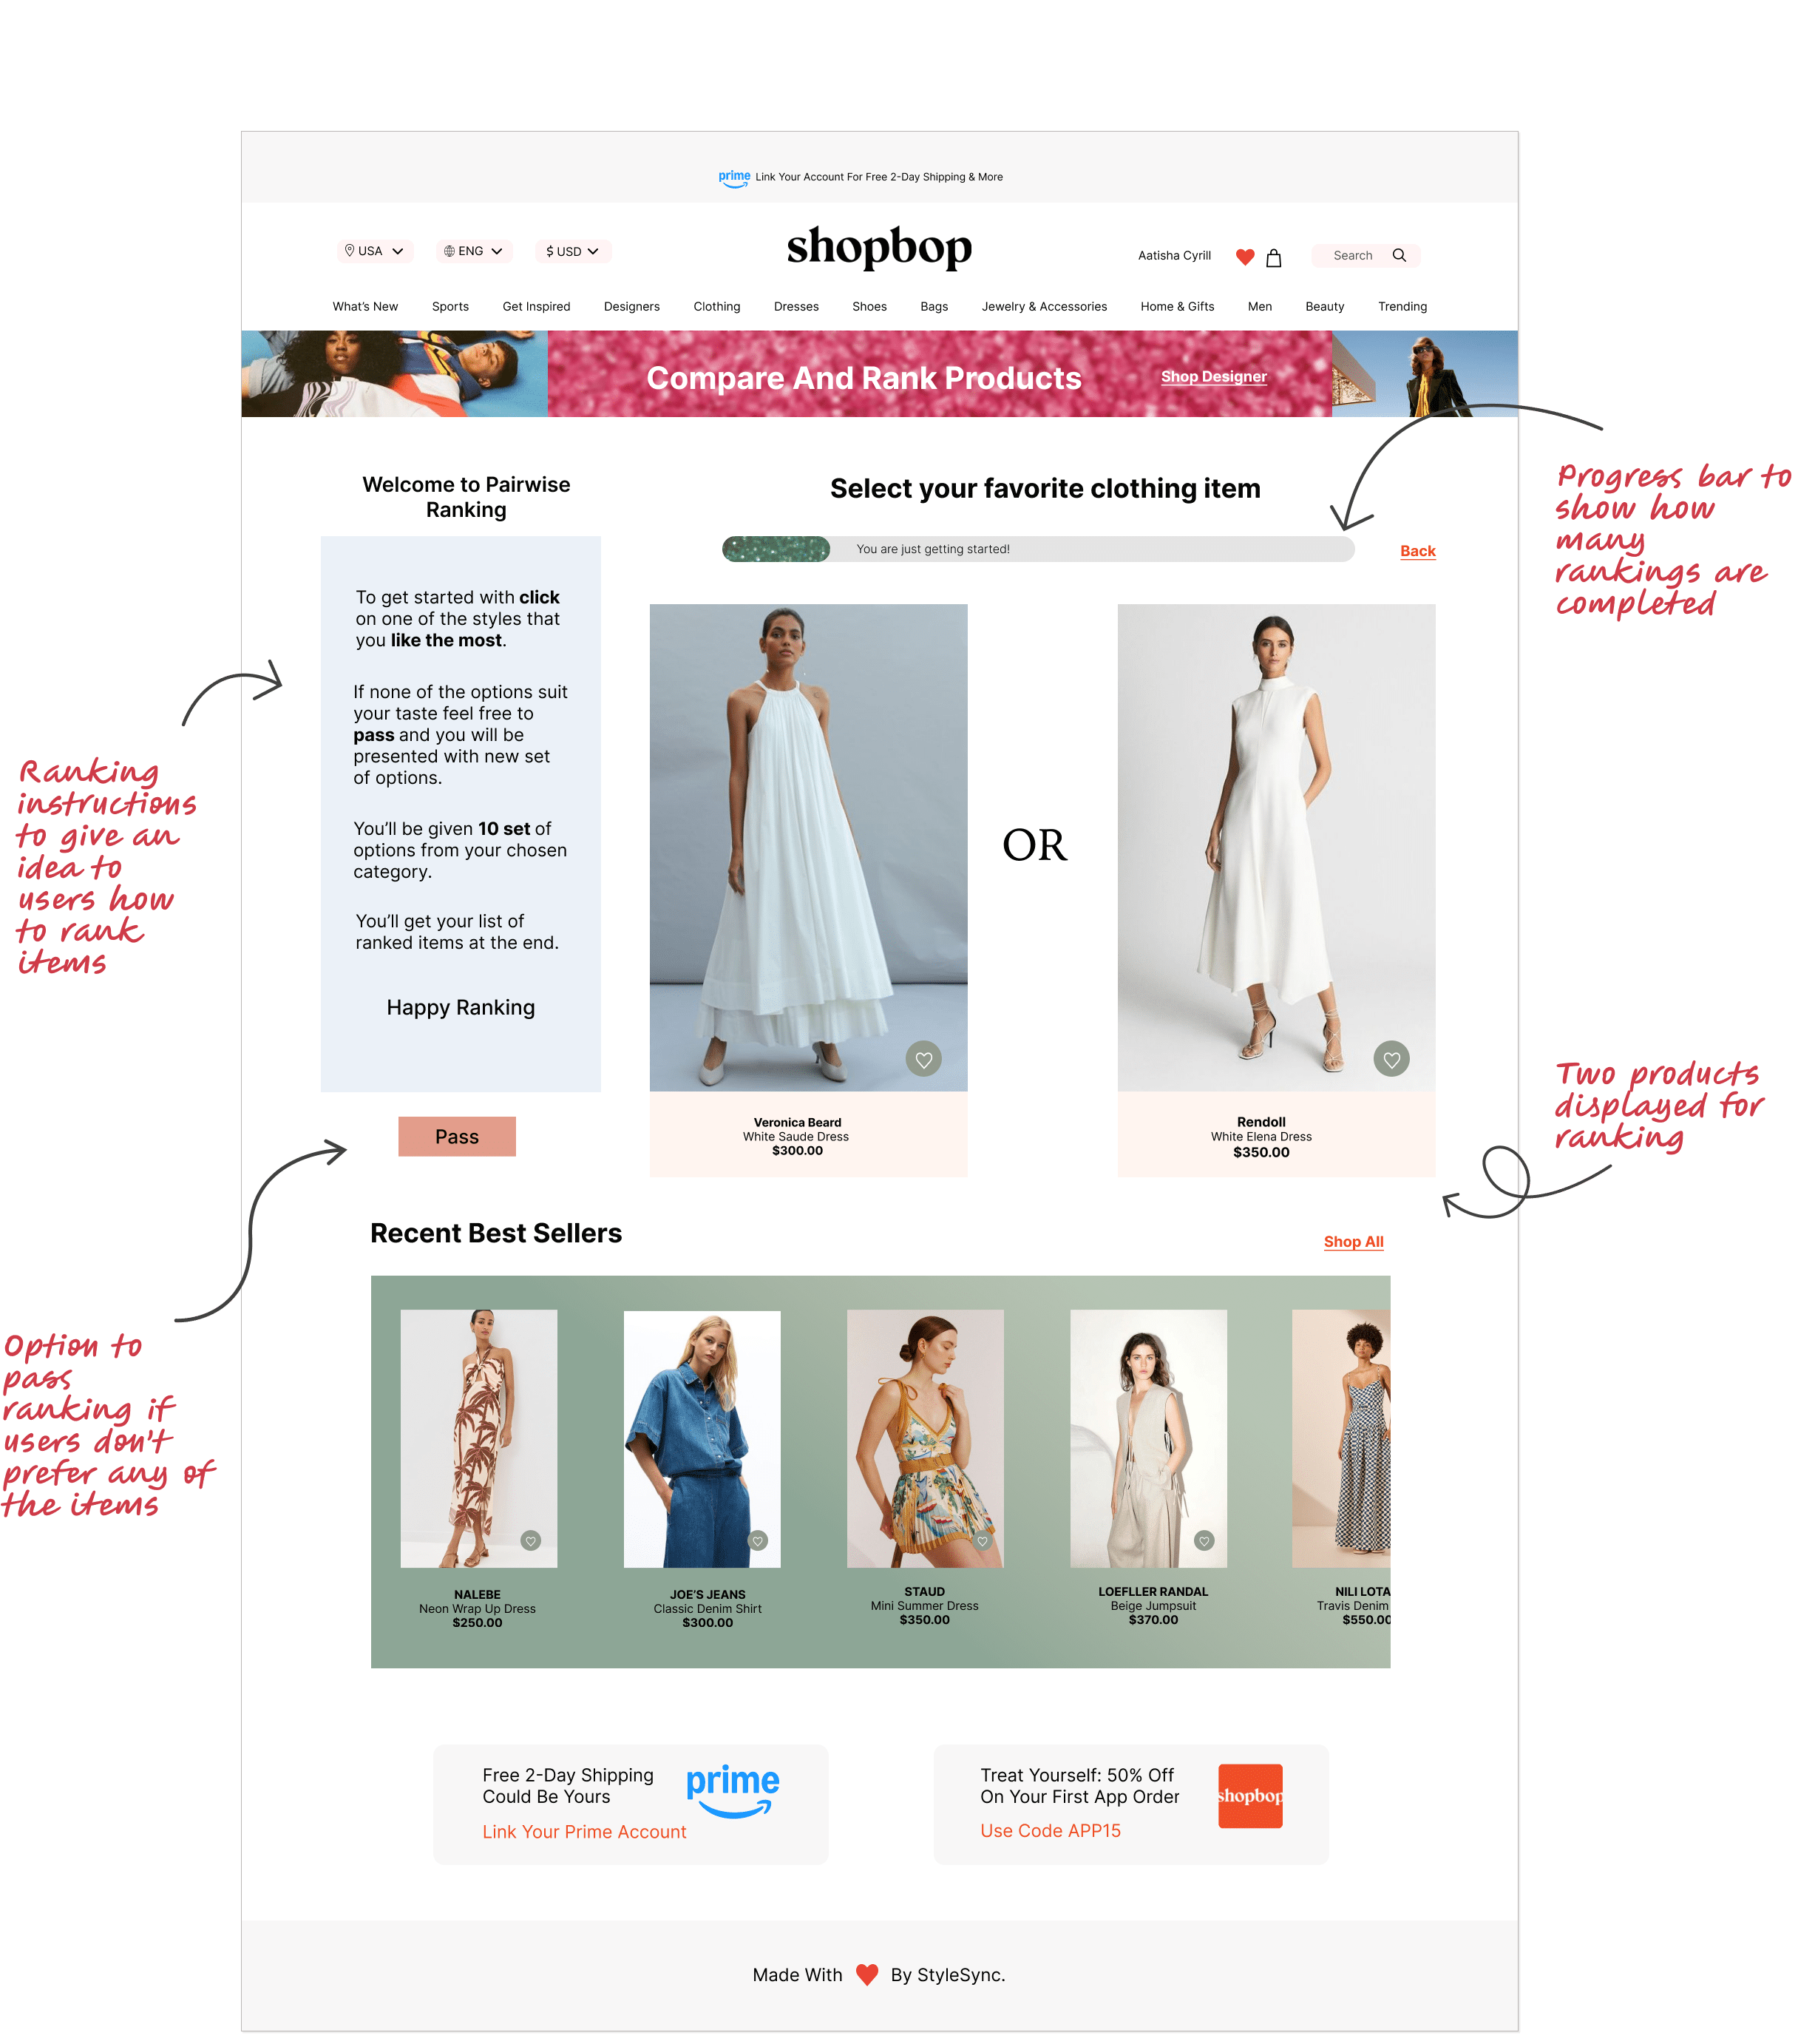 prime Link Your Account For Free 2-Day Shipping & More
USA
ENG
$ USD
shopbop
Aatisha Cyrill
Search
What's New
Sports
Get Inspired
Designers
Clothing
Dresses
Shoes
Bags
Jewelry & Accessories
Home & Gifts
Men
Beauty
Trending
Compare And Rank Products
Shop Designer
Welcome to Pairwise
Ranking
To get started with click
on one of the styles that
you like the most.
If none of the options suit
your taste feel free to
pass and you will be
presented with new set
of options.
You'll be given 10 set of
options from your chosen
category.
You'll get your list of
ranked items at the end.
Happy Ranking
Pass
Select your favorite clothing item
You are just getting started!
Back
OR
Veronica Beard
White Saude Dress
$300.00
Rendoll
White Elena Dress
$350.00
Progress bar to
show how
many
rankings are
completed
Ranking
instructions
to give an
idea to
users how
to rank
items
Two products
displayed for
ranking
Option to
pass
ranking if
users don't
prefer any of
the items
Recent Best Sellers
Shop All
NALEBE
Neon Wrap Up Dress
$250.00
JOE'S JEANS
Classic Denim Shirt
$300.00
STAUD
Mini Summer Dress
$350.00
LOEFLLER RANDAL
Beige Jumpsuit
$370.00
NILI LOTA
Travis Denim
$550.00
Free 2-Day Shipping
Could Be Yours
Link Your Prime Account
prime
Treat Yourself: 50% Off
On Your First App Order
Use Code APP15
shopbop
Made With By StyleSync.